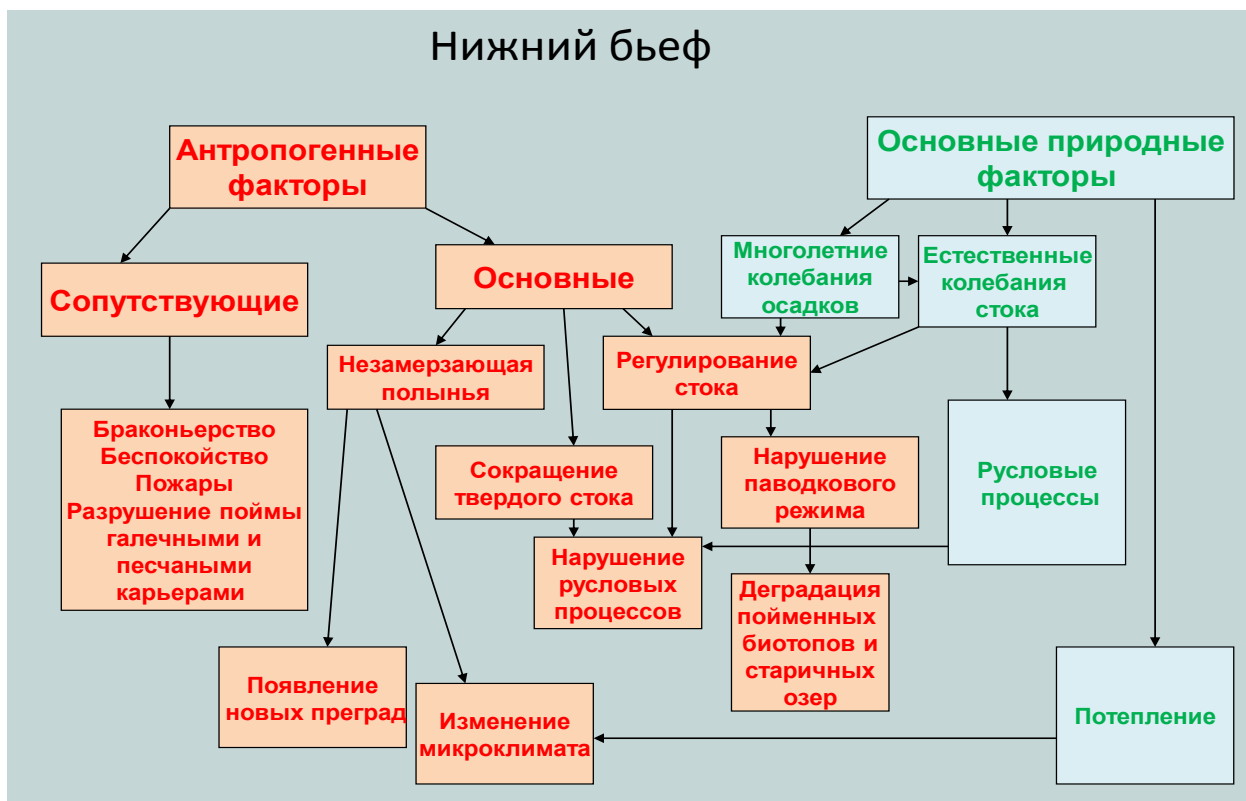 Нижний бьеф
Антропогенные
факторы
Основные природные
факторы
Сопутствующие
Основные
Многолетние
колебания
осадков
Естественные
колебания
стока
Незамерзающая
полынья
Регулирование
стока
Браконьерство
Беспокойство
Пожары
Разрушение поймы
галечными и
песчаными
карьерами
Сокращение
твердого стока
Нарушение
паводкового
режима
Русловые
процессы
Нарушение
русловых
процессов
Деградация
пойменных
биотопов и
старичных
озер
Появление
новых преград
Изменение
микроклимата
Потепление